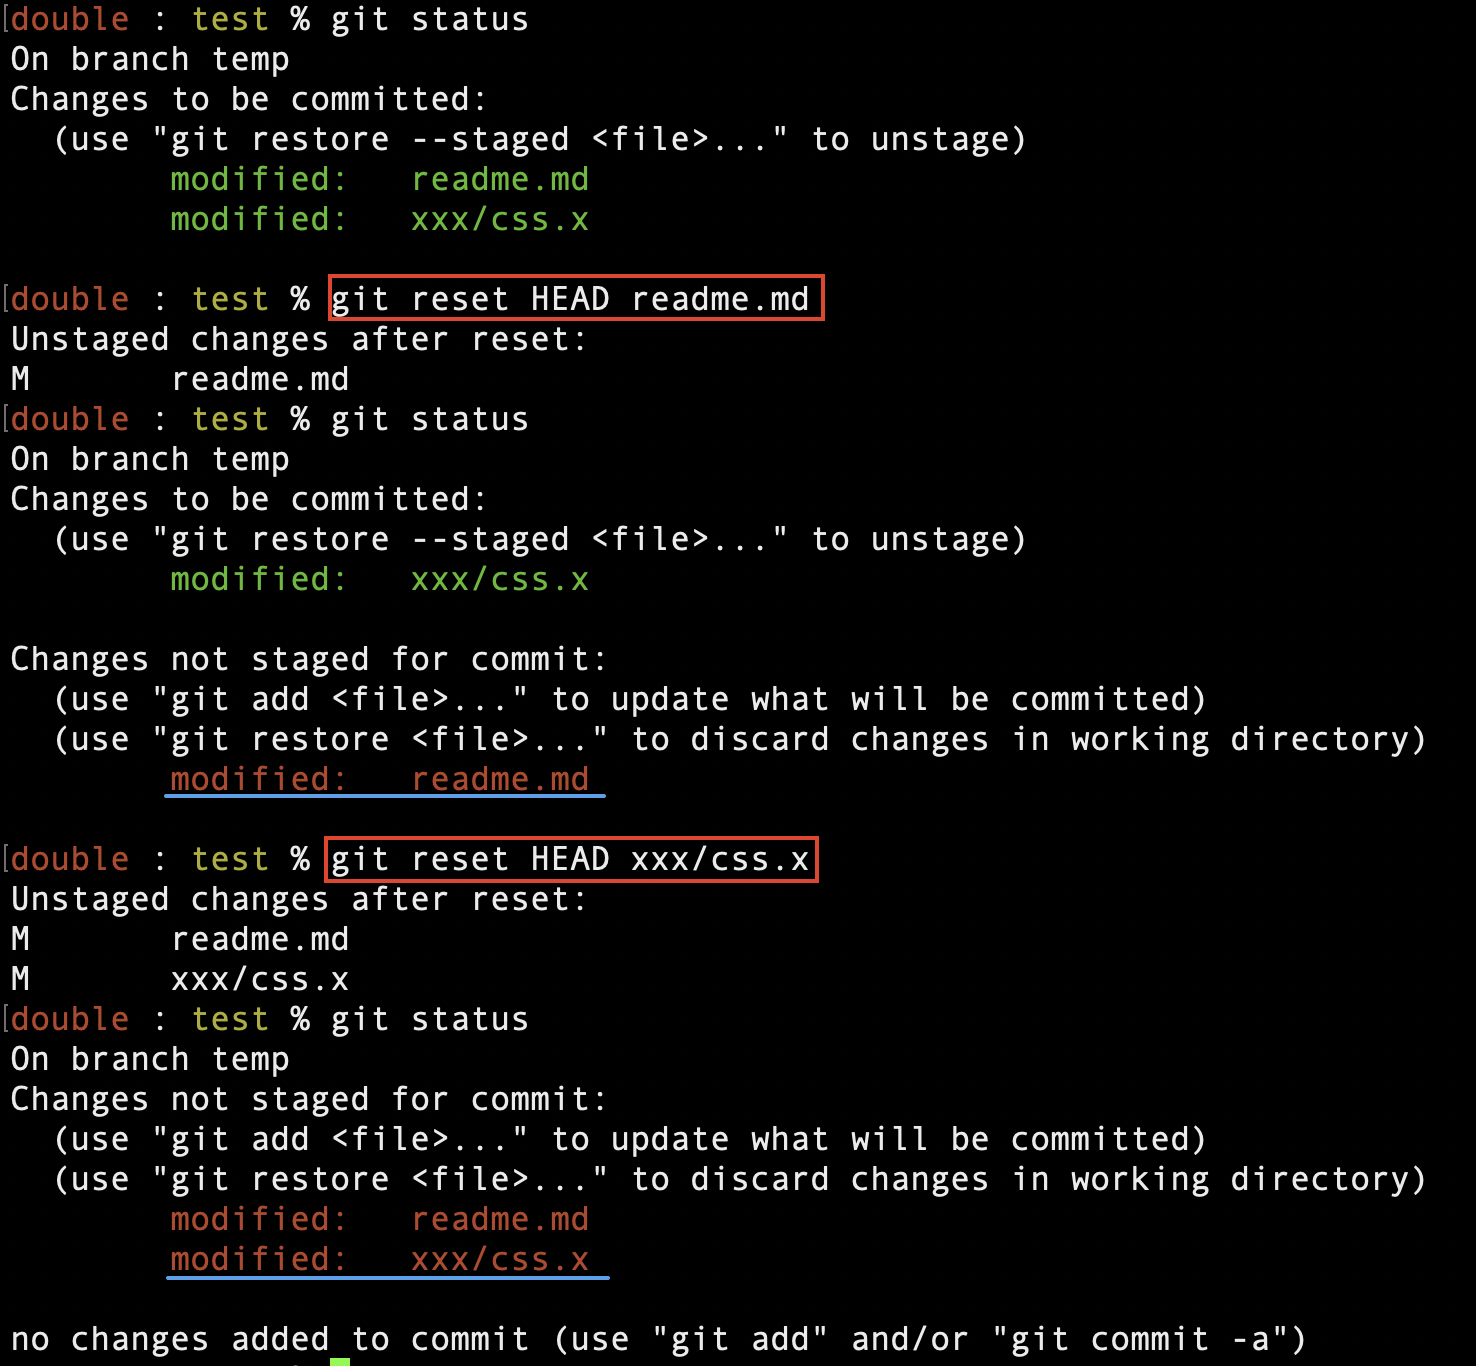 [double : test % git status
On branch temp
Changes to be committed:
  (use "git restore --staged <file>..." to unstage)
        modified:   readme.md
        modified:   xxx/css.x

[double : test % git reset HEAD readme.md
Unstaged changes after reset:
M       readme.md
[double : test % git status
On branch temp
Changes to be committed:
  (use "git restore --staged <file>..." to unstage)
        modified:   xxx/css.x

Changes not staged for commit:
  (use "git add <file>..." to update what will be committed)
  (use "git restore <file>..." to discard changes in working directory)
        modified:   readme.md

[double : test % git reset HEAD xxx/css.x
Unstaged changes after reset:
M       readme.md
M       xxx/css.x
[double : test % git status
On branch temp
Changes not staged for commit:
  (use "git add <file>..." to update what will be committed)
  (use "git restore <file>..." to discard changes in working directory)
        modified:   readme.md
        modified:   xxx/css.x

no changes added to commit (use "git add" and/or "git commit -a")